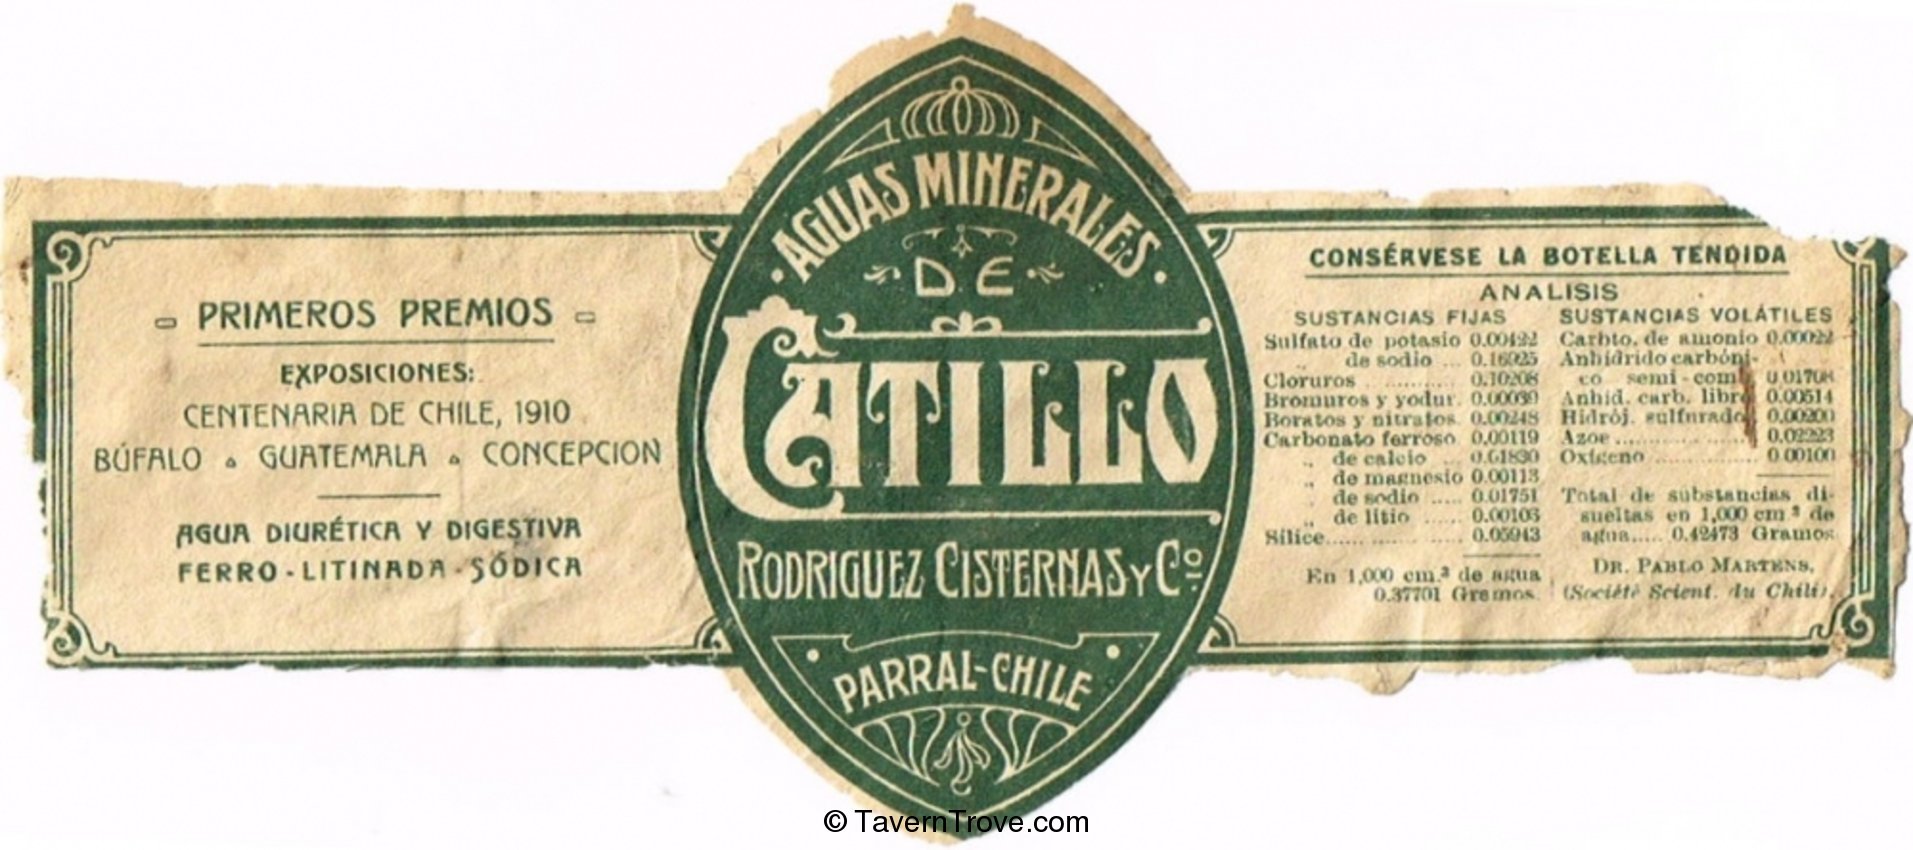 PRIMEROS PREMIOS
EXPOSICIONES:
CENTENARIA DE CHILE, 1910
BÚFALO GUATEMALA CONCEPCION
AGUA DIURÉTICA Y DIGESTIVA
FERRO-LITINADA-SÓDICA
AGUAS MINERALES
DE
CATILLO
RODRIGUEZ CISTERNAS Y Cº
PARRAL-CHILE
CONSÉRVESE LA BOTELLA TENDIDA
ANALISIS
SUSTANCIAS FIJAS
Sulfato de potasio 0.00422
„ de sodio ... 0.16925
Cloruros ............ 0.10208
Bromuros y yodur. 0.00039
Boratos y nitratos. 0.00248
Carbonato ferroso 0.00119
„ de calcio ...
„ de magnesio 0.00113
„ de sodio ..... 0.01751
„ de litio ...... 0.00103
Sílice.................... 0.05943
En 1,000 cm.³ de agua
0.37701 Gramos.
SUSTANCIAS VOLÁTILES
Carbto. de amonio 0.00022
Anhídrido carbóni-
co semi-com 0.01708
Anhid. carb. libre 0.00514
Hidrój. sulfurado 0.00200
Azoe .................. 0.02223
Oxígeno ............. 0.00100
Total de substancias di-
sueltas en 1,000 cm.³ de
agua..... 0.42473 Gramos
DR. PABLO MARTENS,
(Société Scient. du Chili).
© TavernTrove.com